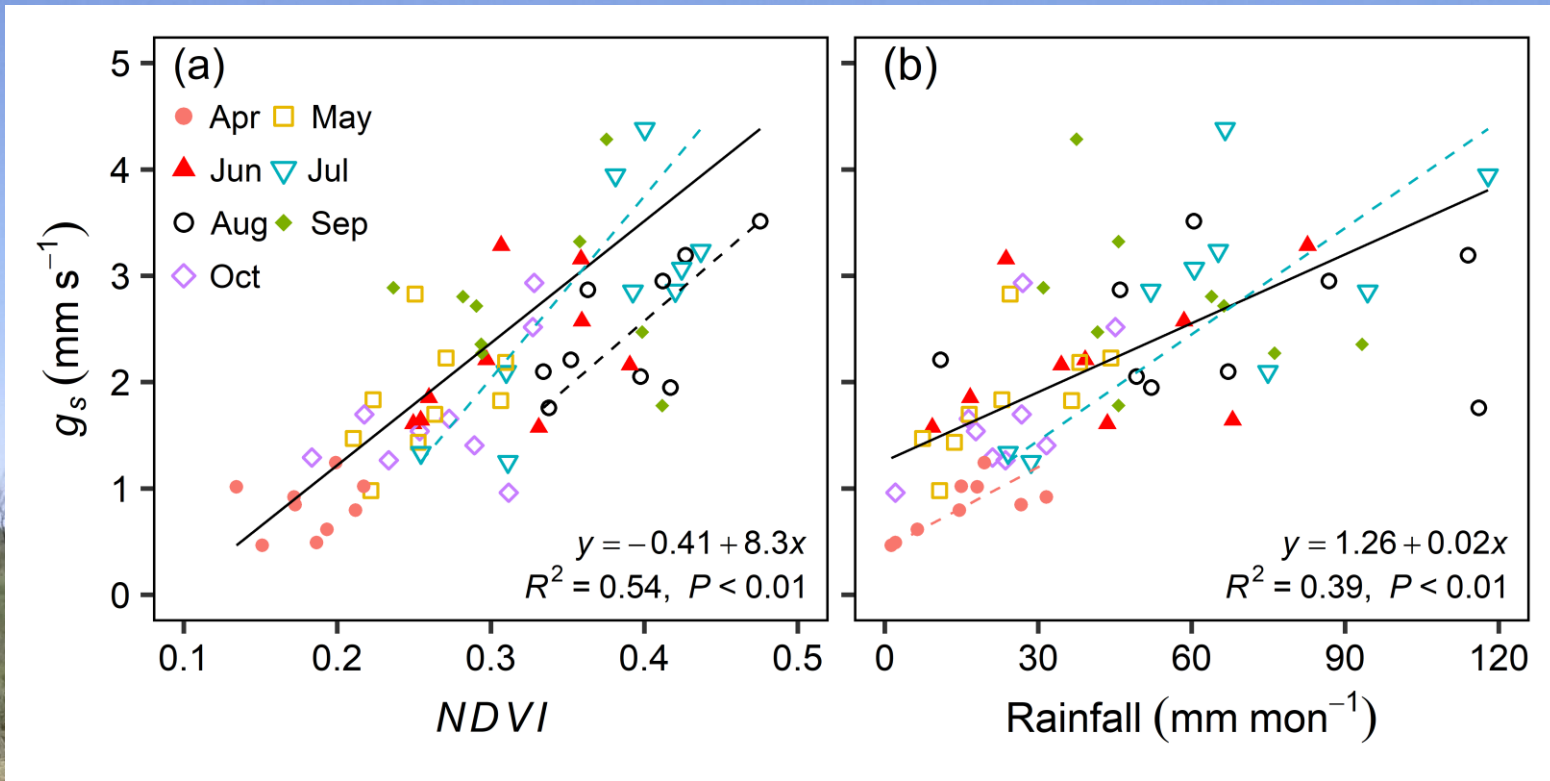 (a)
Apr May
Jun Jul
Aug Sep
Oct
y = −0.41 + 8.3x
R² = 0.54, P < 0.01
(b)
y = 1.26 + 0.02x
R² = 0.39, P < 0.01
gₛ (mm s⁻¹)
5
4
3
2
1
0
0.1 0.2 0.3 0.4 0.5
0 30 60 90 120
NDVI
Rainfall (mm mon⁻¹)